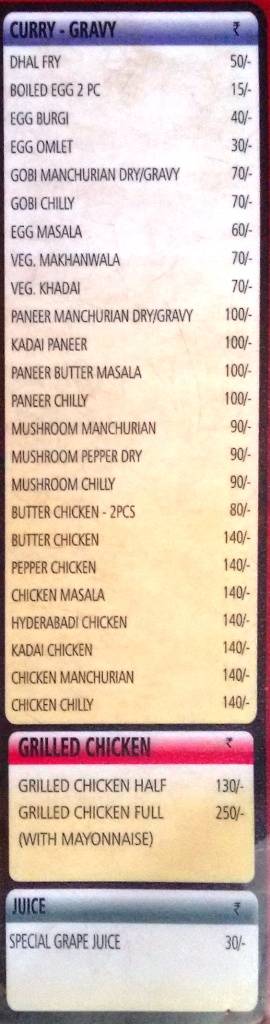 CURRY - GRAVY ₹
DHAL FRY 50/-
BOILED EGG 2 PC 15/-
EGG BURGI 40/-
EGG OMLET 30/-
GOBI MANCHURIAN DRY/GRAVY 70/-
GOBI CHILLY 70/-
EGG MASALA 60/-
VEG. MAKHANWALA 70/-
VEG. KHADAI 70/-
PANEER MANCHURIAN DRY/GRAVY 100/-
KADAI PANEER 100/-
PANEER BUTTER MASALA 100/-
PANEER CHILLY 100/-
MUSHROOM MANCHURIAN 90/-
MUSHROOM PEPPER DRY 90/-
MUSHROOM CHILLY 90/-
BUTTER CHICKEN - 2PCS 80/-
BUTTER CHICKEN 140/-
PEPPER CHICKEN 140/-
CHICKEN MASALA 140/-
HYDERABADI CHICKEN 140/-
KADAI CHICKEN 140/-
CHICKEN MANCHURIAN 140/-
CHICKEN CHILLY 140/-
GRILLED CHICKEN ₹
GRILLED CHICKEN HALF 130/-
GRILLED CHICKEN FULL 250/-
(WITH MAYONNAISE)
JUICE ₹
SPECIAL GRAPE JUICE 30/-